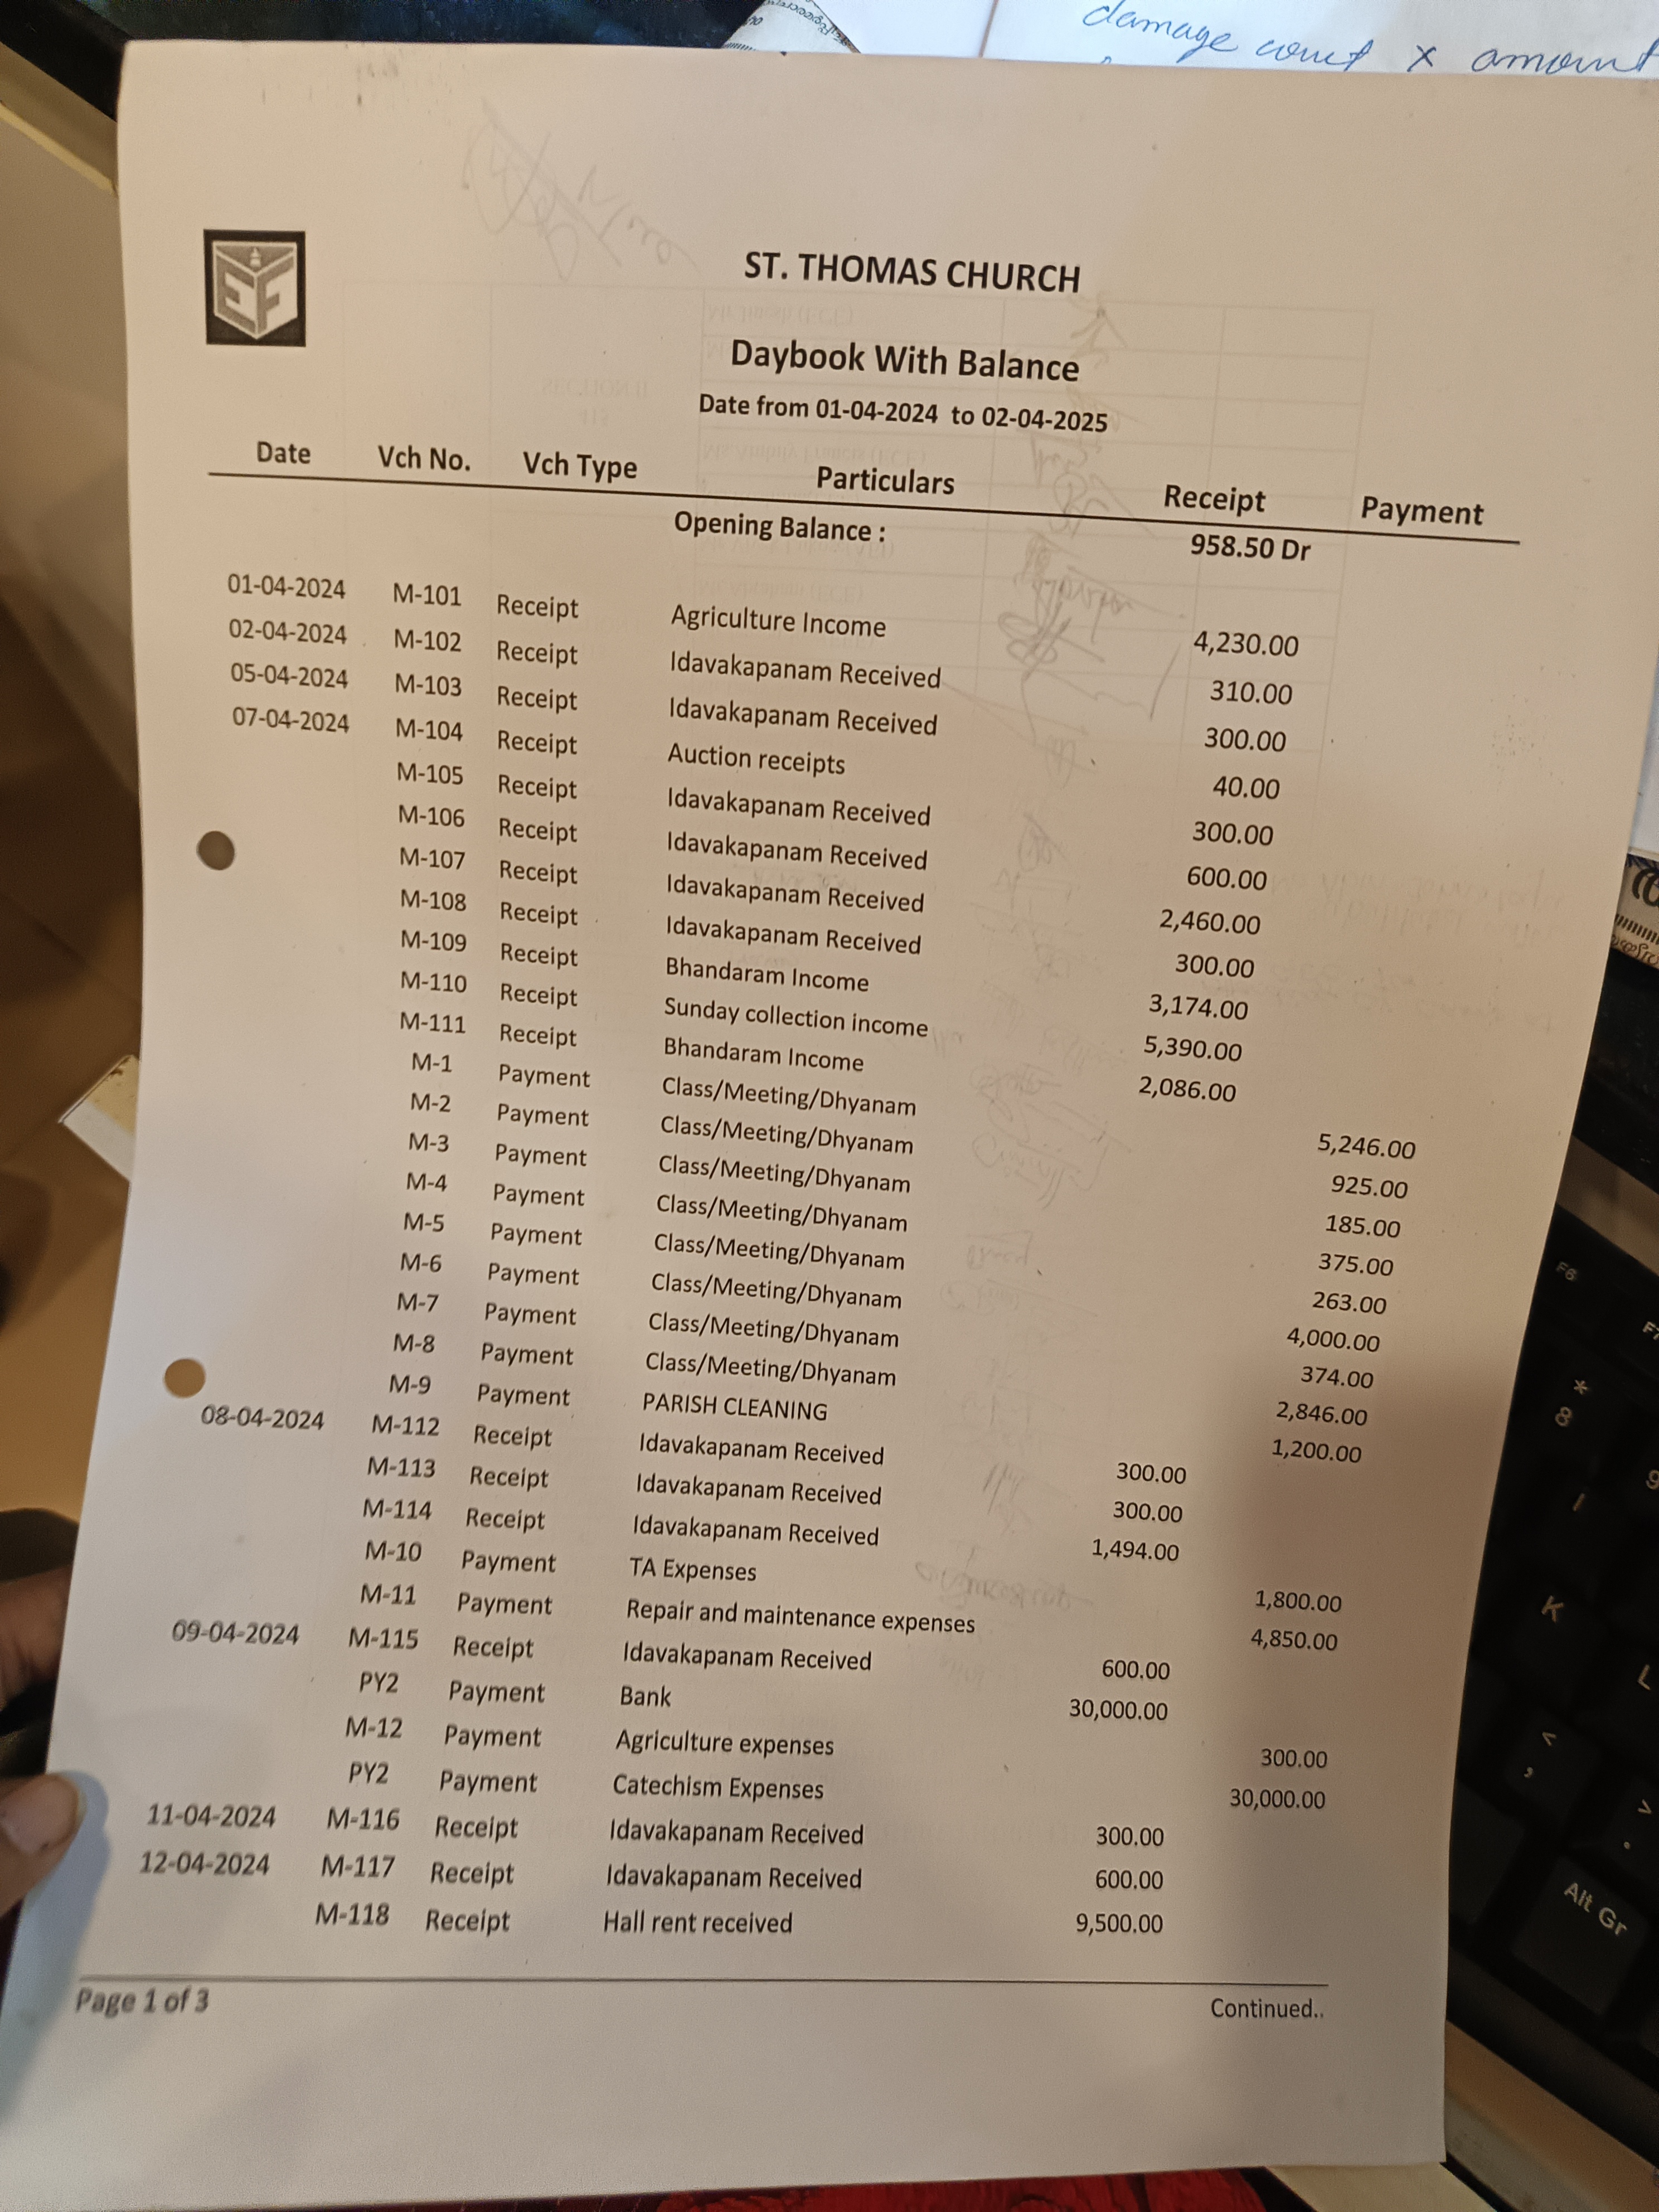 damage count x amount
ST. THOMAS CHURCH
Daybook With Balance
Date from 01-04-2024 to 02-04-2025
Date Vch No. Vch Type Particulars Receipt Payment
Opening Balance : 958.50 Dr
01-04-2024 M-101 Receipt Agriculture Income 4,230.00
02-04-2024 M-102 Receipt Idavakapanam Received 310.00
05-04-2024 M-103 Receipt Idavakapanam Received 300.00
07-04-2024 M-104 Receipt Auction receipts 40.00
M-105 Receipt Idavakapanam Received 300.00
M-106 Receipt Idavakapanam Received 600.00
M-107 Receipt Idavakapanam Received 2,460.00
M-108 Receipt Idavakapanam Received 300.00
M-109 Receipt Bhandaram Income 3,174.00
M-110 Receipt Sunday collection income 5,390.00
M-111 Receipt Bhandaram Income 2,086.00
M-1 Payment Class/Meeting/Dhyanam 5,246.00
M-2 Payment Class/Meeting/Dhyanam 925.00
M-3 Payment Class/Meeting/Dhyanam 185.00
M-4 Payment Class/Meeting/Dhyanam 375.00
M-5 Payment Class/Meeting/Dhyanam 263.00
M-6 Payment Class/Meeting/Dhyanam 4,000.00
M-7 Payment Class/Meeting/Dhyanam 374.00
M-8 Payment Class/Meeting/Dhyanam 2,846.00
M-9 Payment PARISH CLEANING 1,200.00
08-04-2024 M-112 Receipt Idavakapanam Received 300.00
M-113 Receipt Idavakapanam Received 300.00
M-114 Receipt Idavakapanam Received 1,494.00
M-10 Payment TA Expenses 1,800.00
M-11 Payment Repair and maintenance expenses 4,850.00
09-04-2024 M-115 Receipt Idavakapanam Received 600.00
PY2 Payment Bank 30,000.00
M-12 Payment Agriculture expenses 300.00
PY2 Payment Catechism Expenses 30,000.00
11-04-2024 M-116 Receipt Idavakapanam Received 300.00
12-04-2024 M-117 Receipt Idavakapanam Received 600.00
M-118 Receipt Hall rent received 9,500.00
Page 1 of 3 Continued..
F6
F7
*
8
9
/
K
L
<
,
>
.
Alt Gr